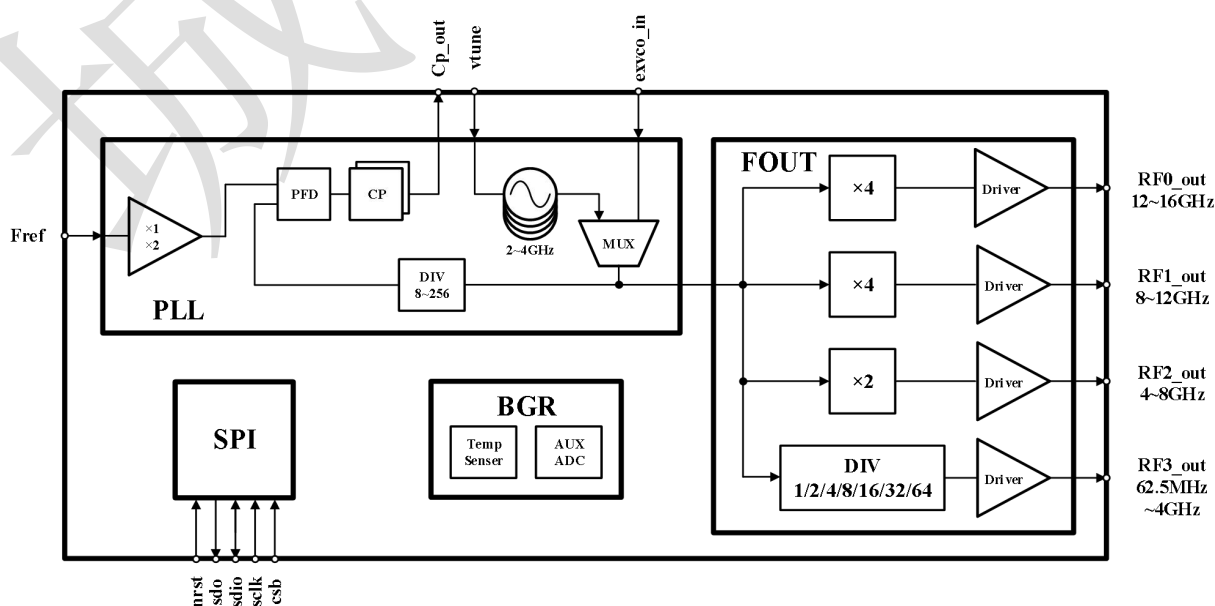 Cp_out
vtune
exvco_in
FOUT
×4
Driver
RF0_out
12~16GHz
PFD
CP
×1
×2
Fref
MUX
2~4GHz
DIV
8~256
PLL
×4
Driver
RF1_out
8~12GHz
×2
Driver
RF2_out
4~8GHz
SPI
BGR
Temp
Senser
AUX
ADC
DIV
1/2/4/8/16/32/64
Driver
RF3_out
62.5MHz
~4GHz
nrst
sdo
sdio
sclk
csb